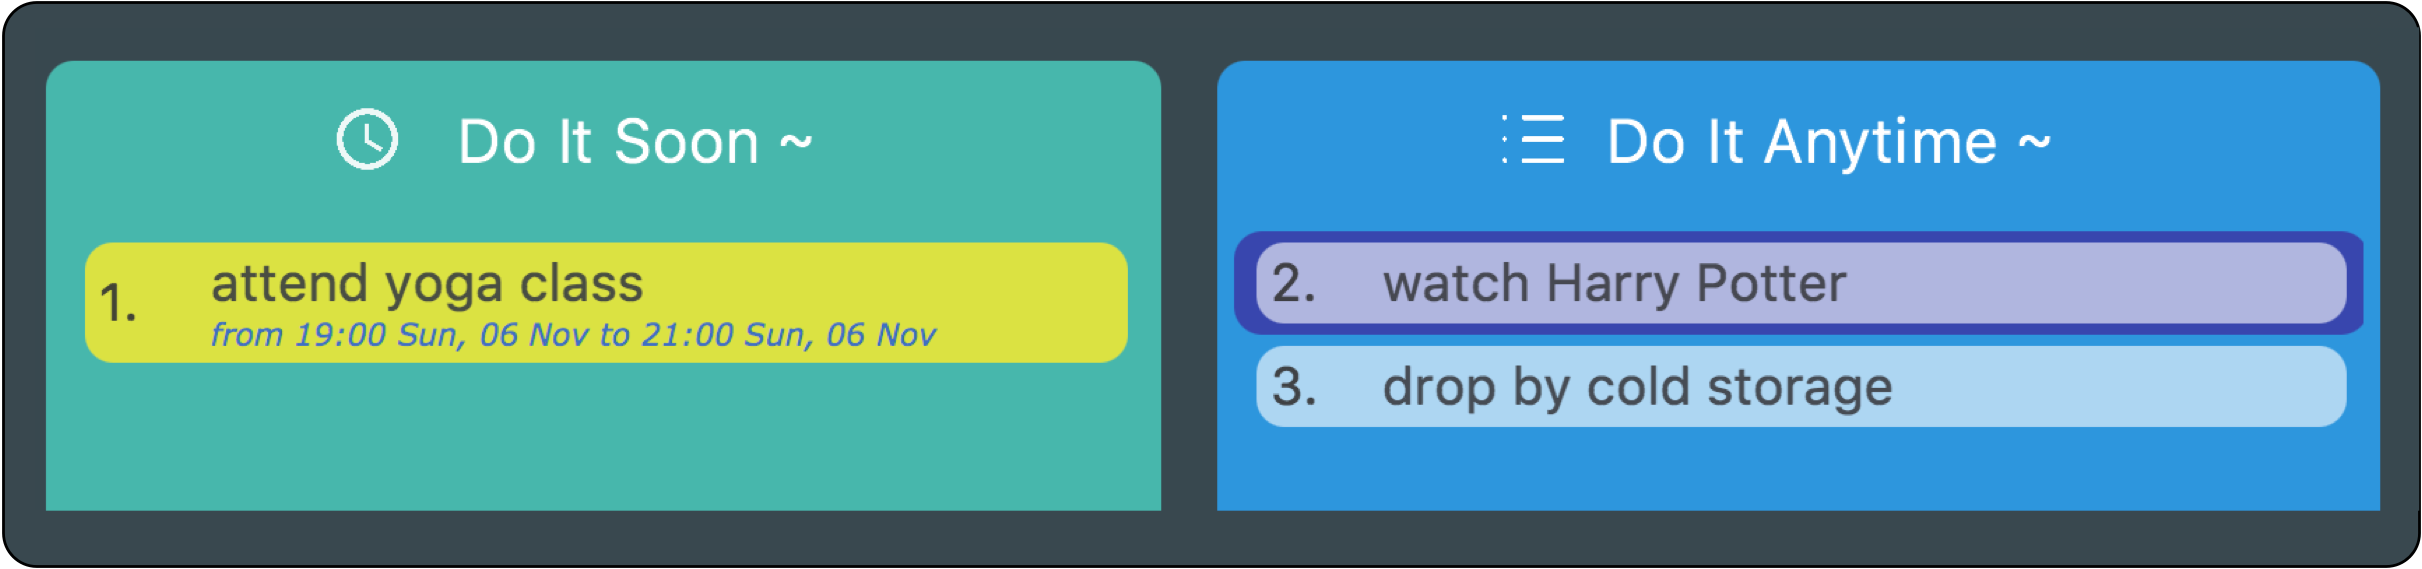 Do It Soon ~
1. attend yoga class
from 19:00 Sun, 06 Nov to 21:00 Sun, 06 Nov
Do It Anytime ~
2. watch Harry Potter
3. drop by cold storage